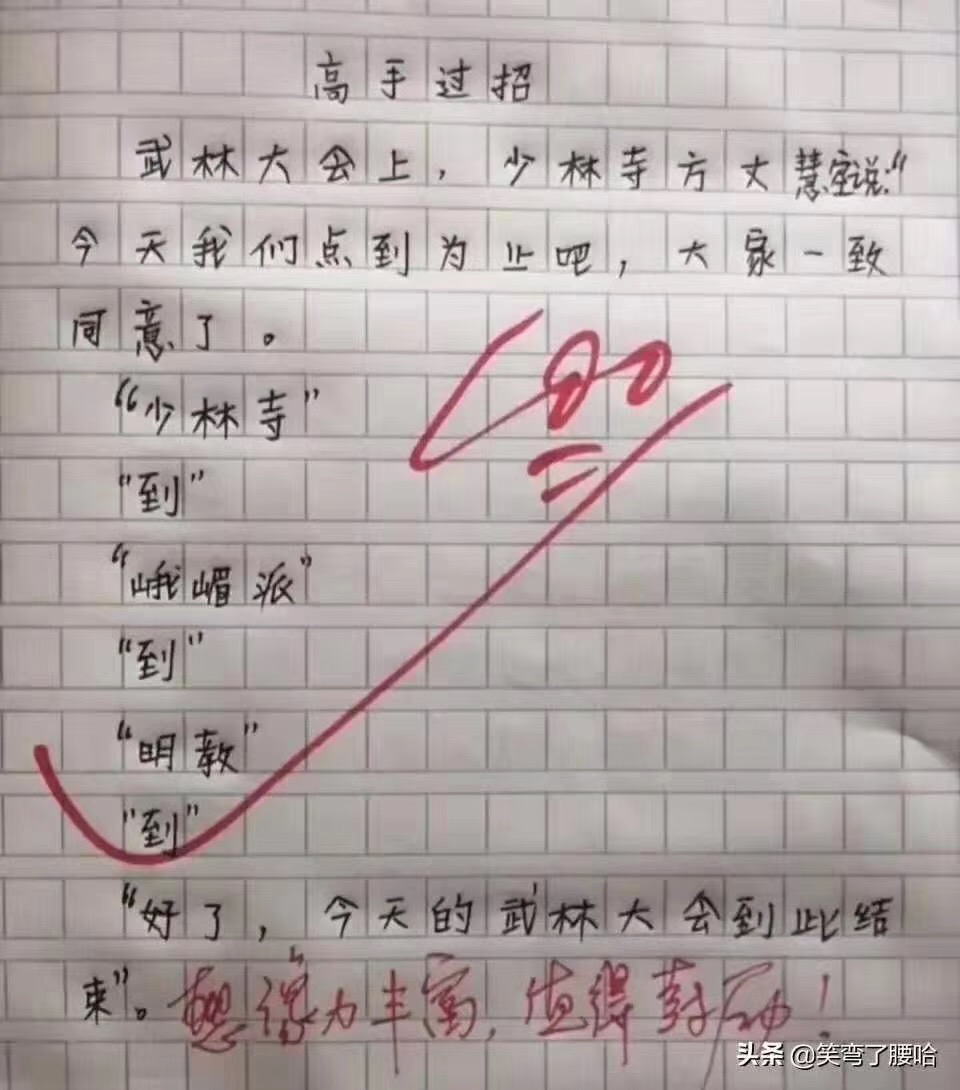 高手过招
武林大会上，少林寺方丈慧空说："
今天我们点到为止吧，大家一致
同意了。
"少林寺"
"到"
"峨嵋派"
"到"
"明教"
"到"
"好了，今天的武林大会到此结
束"。
想像力丰富，值得鼓励！
100
头条 @笑弯了腰哈